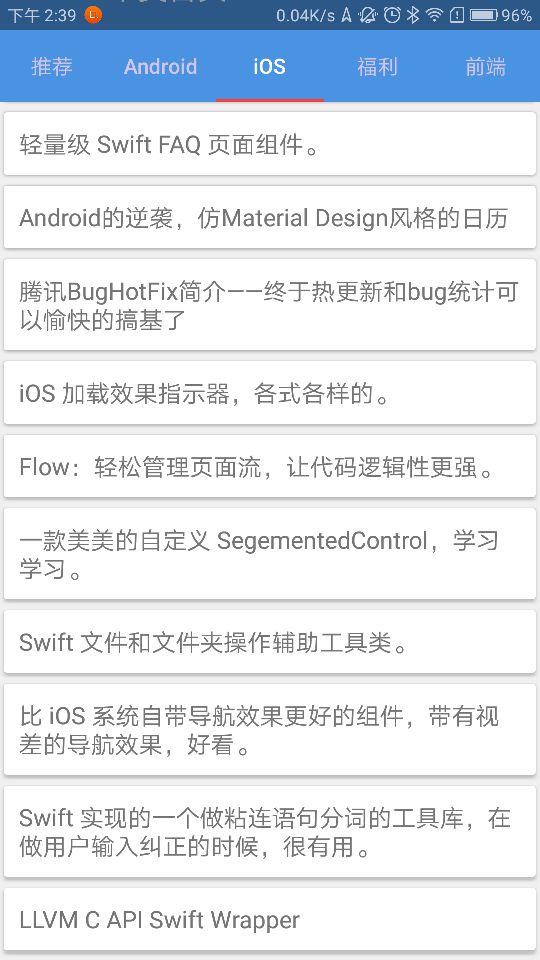 下午 2:39 0.04K/s 96%
推荐 Android iOS 福利 前端
轻量级 Swift FAQ 页面组件。
Android的逆袭，仿Material Design风格的日历
腾讯BugHotFix简介——终于热更新和bug统计可
以愉快的搞基了
iOS 加载效果指示器，各式各样的。
Flow：轻松管理页面流，让代码逻辑性更强。
一款美美的自定义 SegementedControl，学习
学习。
Swift 文件和文件夹操作辅助工具类。
比 iOS 系统自带导航效果更好的组件，带有视
差的导航效果，好看。
Swift 实现的一个做粘连语句分词的工具库，在
做用户输入纠正的时候，很有用。
LLVM C API Swift Wrapper